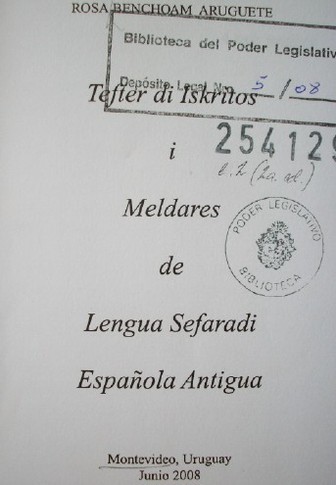 ROSA BENCHOAM ARUGUETE
Biblioteca del Poder Legislativ
Depósito Legal Nro. 5/08
Tefter di Iskritos
254129
i
Meldares
PODER LEGISLATIVO
BIBLIOTECA
de
Lengua Sefaradi
Española Antigua
Montevideo, Uruguay
Junio 2008